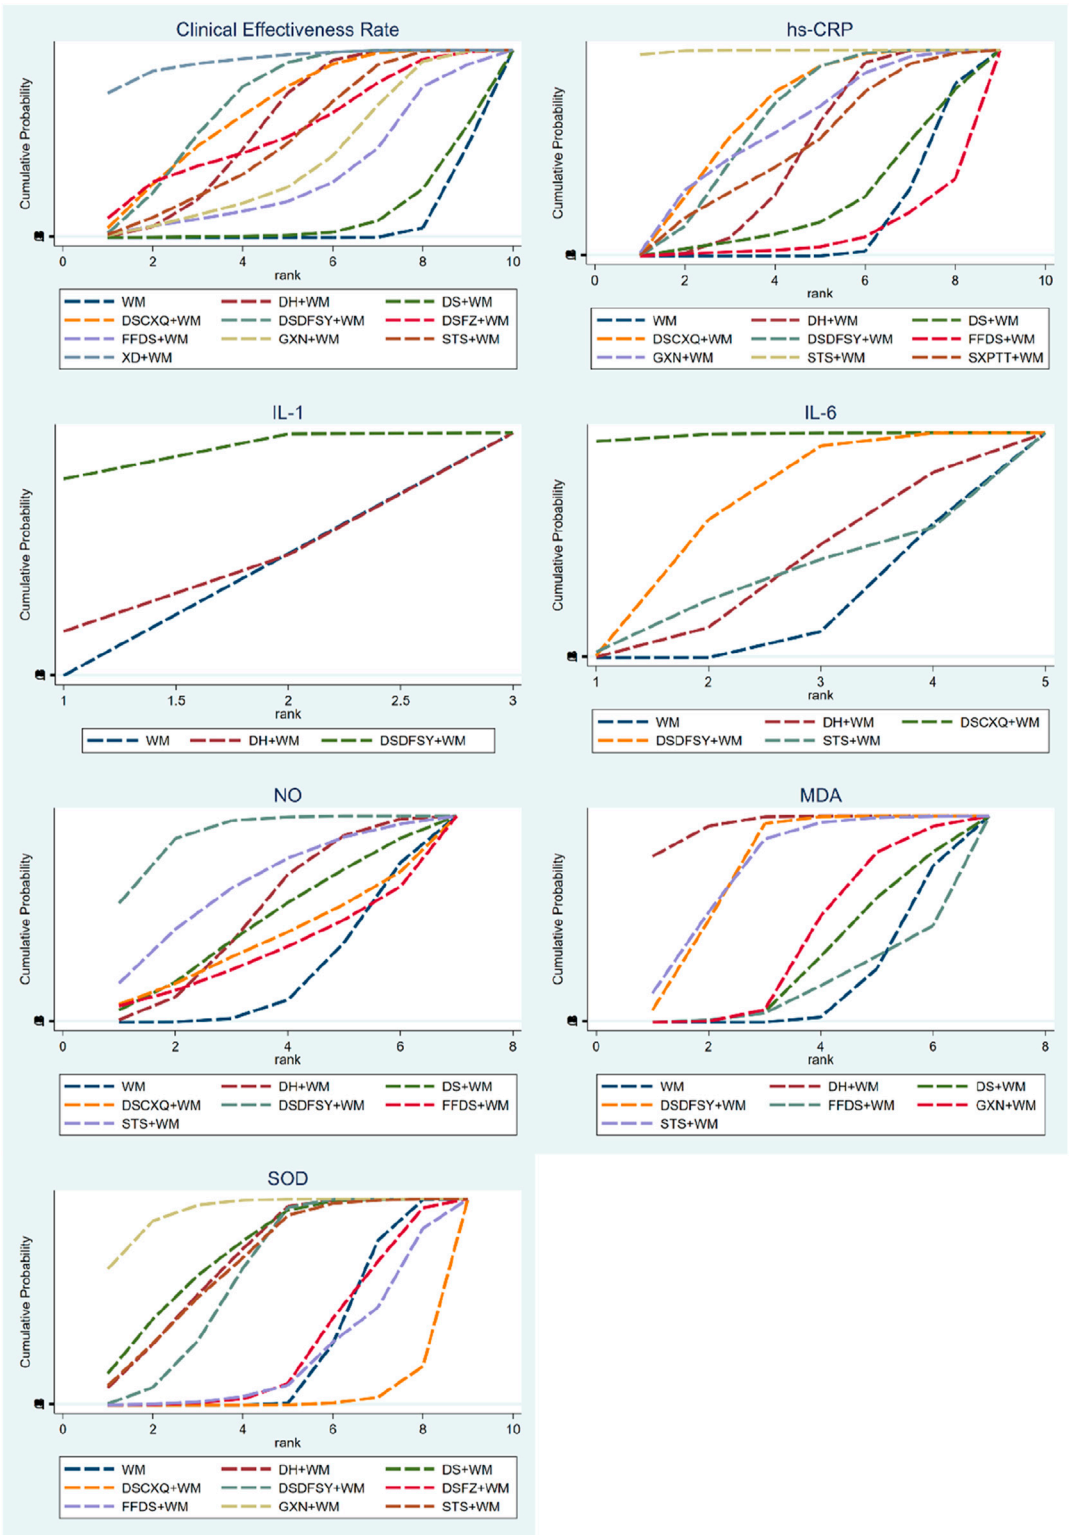 Clinical Effectiveness Rate
Cumulative Probability
0 2 4 6 8 10
rank
WM DH+WM DS+WM
DSCXQ+WM DSDFSY+WM DSFZ+WM
FFDS+WM GXN+WM STS+WM
XD+WM
hs-CRP
Cumulative Probability
0 2 4 6 8 10
rank
WM DH+WM DS+WM
DSCXQ+WM DSDFSY+WM FFDS+WM
GXN+WM STS+WM SXPTT+WM
IL-1
Cumulative Probability
1 1.5 2 2.5 3
rank
WM DH+WM DSDFSY+WM
IL-6
Cumulative Probability
1 2 3 4 5
rank
WM DH+WM DSCXQ+WM
DSDFSY+WM STS+WM
NO
Cumulative Probability
0 2 4 6 8
rank
WM DH+WM DS+WM
DSCXQ+WM DSDFSY+WM FFDS+WM
STS+WM
MDA
Cumulative Probability
0 2 4 6 8
rank
WM DH+WM DS+WM
DSDFSY+WM FFDS+WM GXN+WM
STS+WM
SOD
Cumulative Probability
0 2 4 6 8 10
rank
WM DH+WM DS+WM
DSCXQ+WM DSDFSY+WM DSFZ+WM
FFDS+WM GXN+WM STS+WM